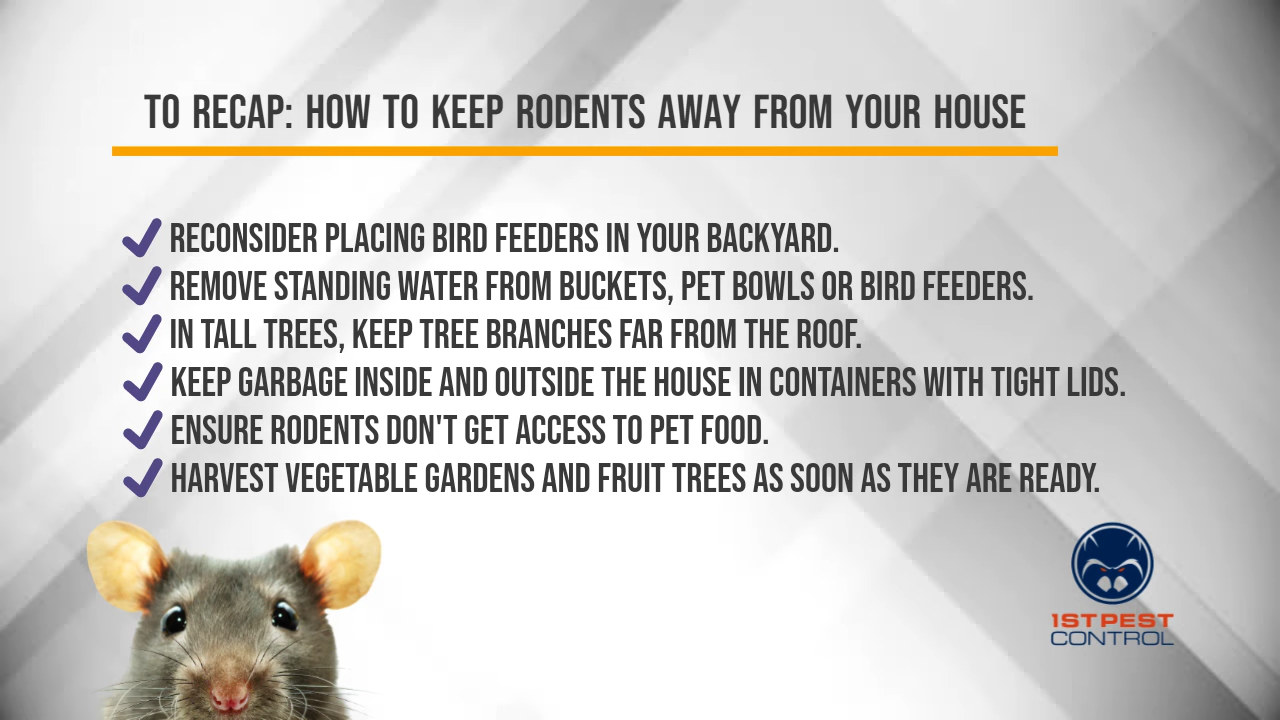 TO RECAP: HOW TO KEEP RODENTS AWAY FROM YOUR HOUSE
RECONSIDER PLACING BIRD FEEDERS IN YOUR BACKYARD.
REMOVE STANDING WATER FROM BUCKETS, PET BOWLS OR BIRD FEEDERS.
IN TALL TREES, KEEP TREE BRANCHES FAR FROM THE ROOF.
KEEP GARBAGE INSIDE AND OUTSIDE THE HOUSE IN CONTAINERS WITH TIGHT LIDS.
ENSURE RODENTS DON'T GET ACCESS TO PET FOOD.
HARVEST VEGETABLE GARDENS AND FRUIT TREES AS SOON AS THEY ARE READY.
1ST PEST
CONTROL